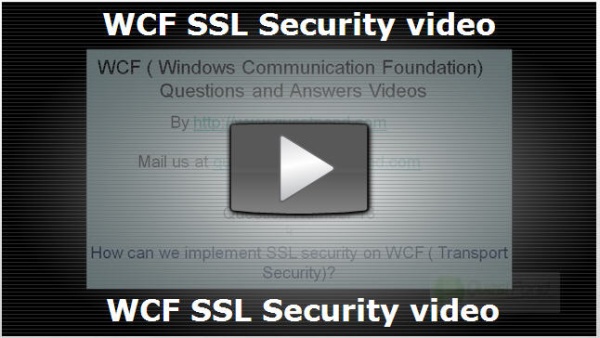 WCF SSL Security video
WCF ( Windows Communication Foundation)
Questions and Answers Videos
By
Mail us at
How can we implement SSL security on WCF ( Transport
Security)?
WCF SSL Security video